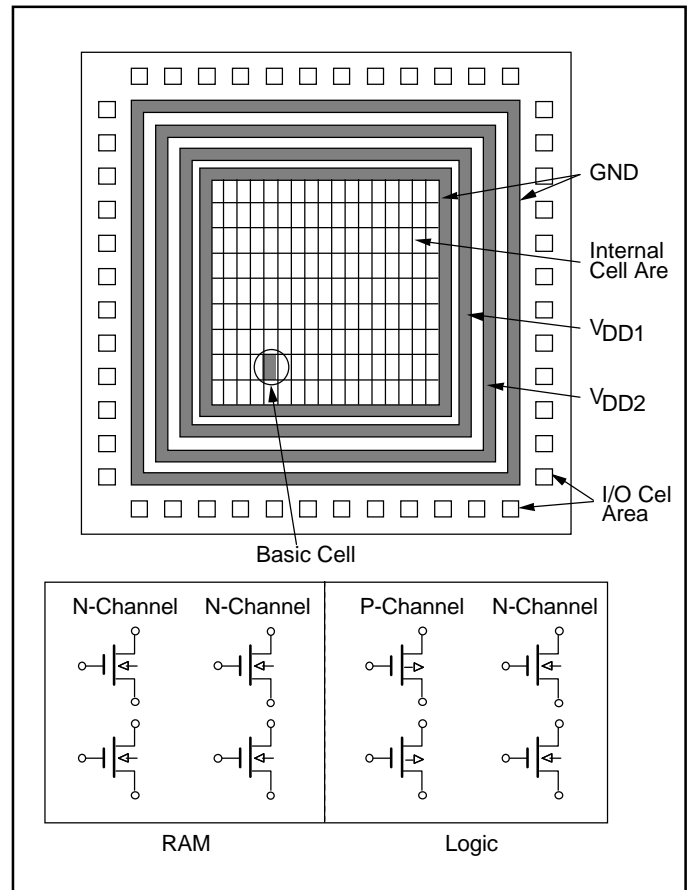 GND
Internal
Cell Are
VDD1
VDD2
I/O Cel
Area
Basic Cell
N-Channel N-Channel P-Channel N-Channel
RAM Logic